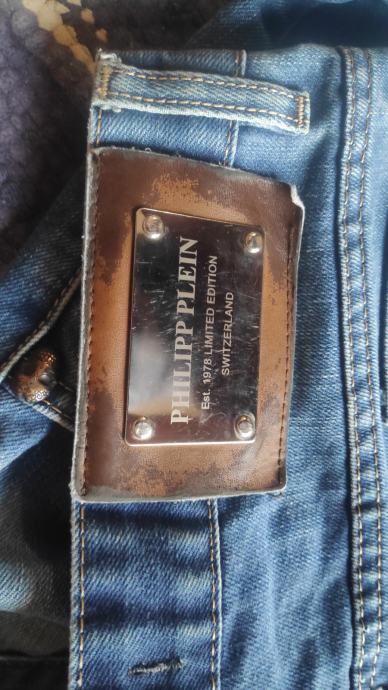 PHILIPP PLEIN
Est. 1978 LIMITED EDITION
SWITZERLAND